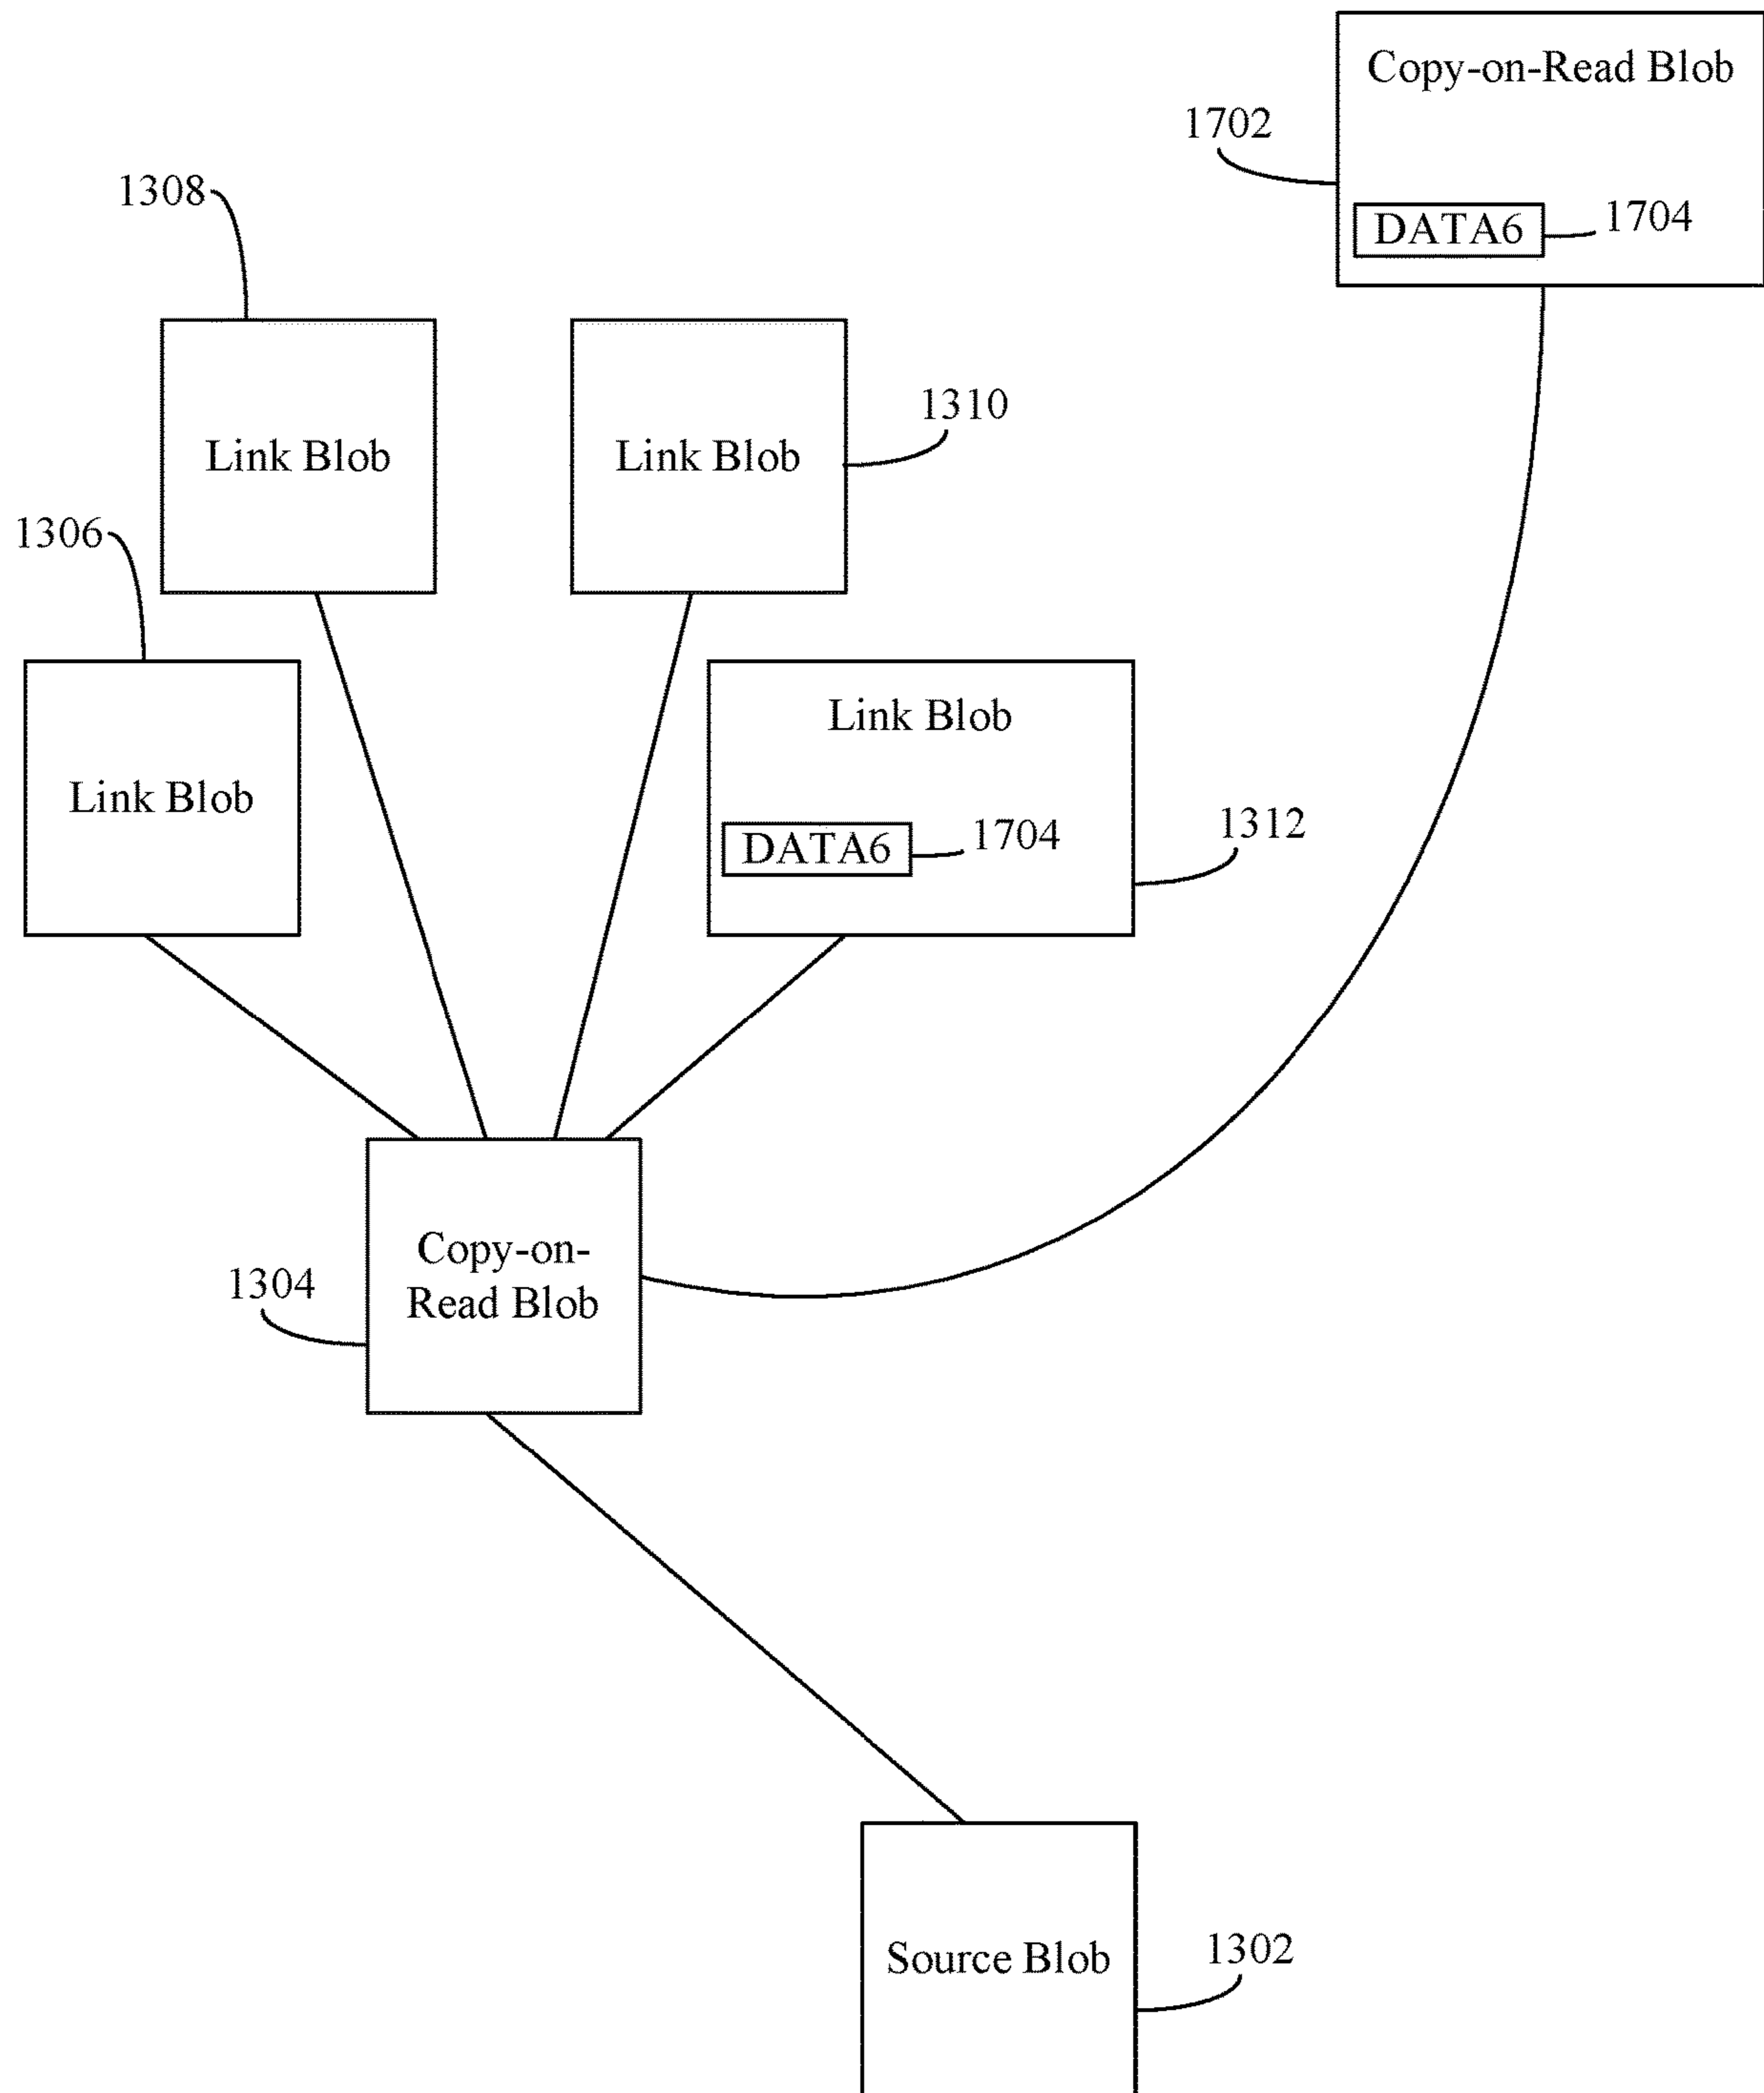 Copy-on-Read Blob
1702
1308
DATA6
1704
1310
Link Blob
Link Blob
1306
Link Blob
Link Blob
1312
DATA6
1704
Copy-on-
Read Blob
1304
Source Blob
1302